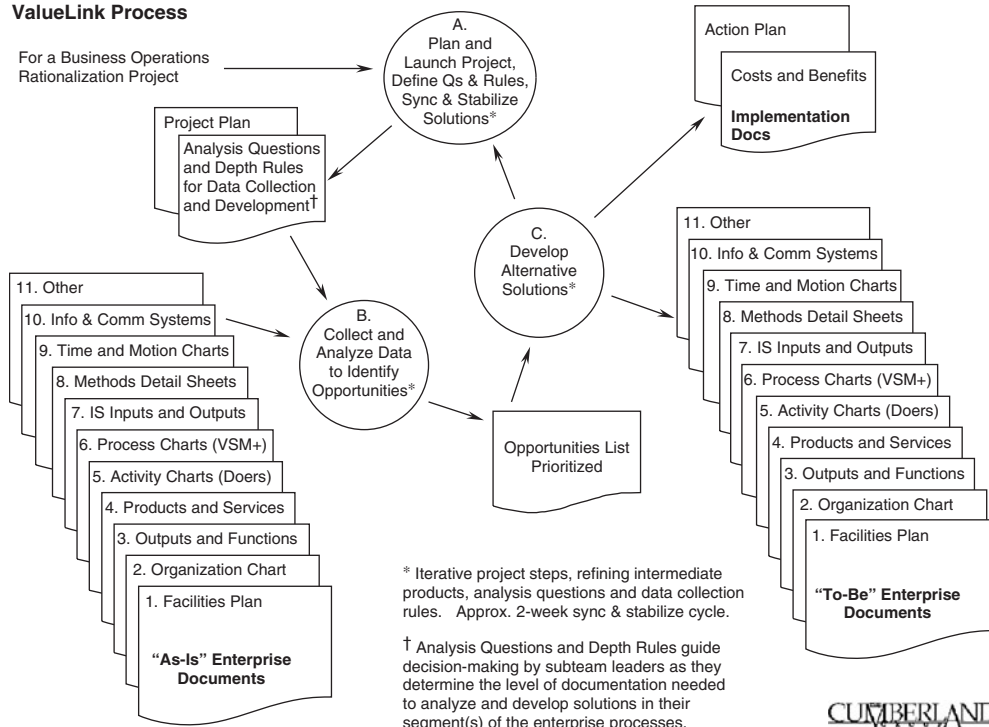 ValueLink Process
For a Business Operations
Rationalization Project
A.
Plan and
Launch Project,
Define Qs & Rules,
Sync & Stabilize
Solutions*
Project Plan
Analysis Questions
and Depth Rules
for Data Collection
and Development†
Action Plan
Costs and Benefits
Implementation
Docs
C.
Develop
Alternative
Solutions*
B.
Collect and
Analyze Data
to Identify
Opportunities*
Opportunities List
Prioritized
11. Other
10. Info & Comm Systems
9. Time and Motion Charts
8. Methods Detail Sheets
7. IS Inputs and Outputs
6. Process Charts (VSM+)
5. Activity Charts (Doers)
4. Products and Services
3. Outputs and Functions
2. Organization Chart
1. Facilities Plan
“As-Is” Enterprise
Documents
11. Other
10. Info & Comm Systems
9. Time and Motion Charts
8. Methods Detail Sheets
7. IS Inputs and Outputs
6. Process Charts (VSM+)
5. Activity Charts (Doers)
4. Products and Services
3. Outputs and Functions
2. Organization Chart
1. Facilities Plan
“To-Be” Enterprise
Documents
* Iterative project steps, refining intermediate
products, analysis questions and data collection
rules. Approx. 2-week sync & stabilize cycle.
† Analysis Questions and Depth Rules guide
decision-making by subteam leaders as they
determine the level of documentation needed
to analyze and develop solutions in their
segment(s) of the enterprise processes.
CUMBERLAND